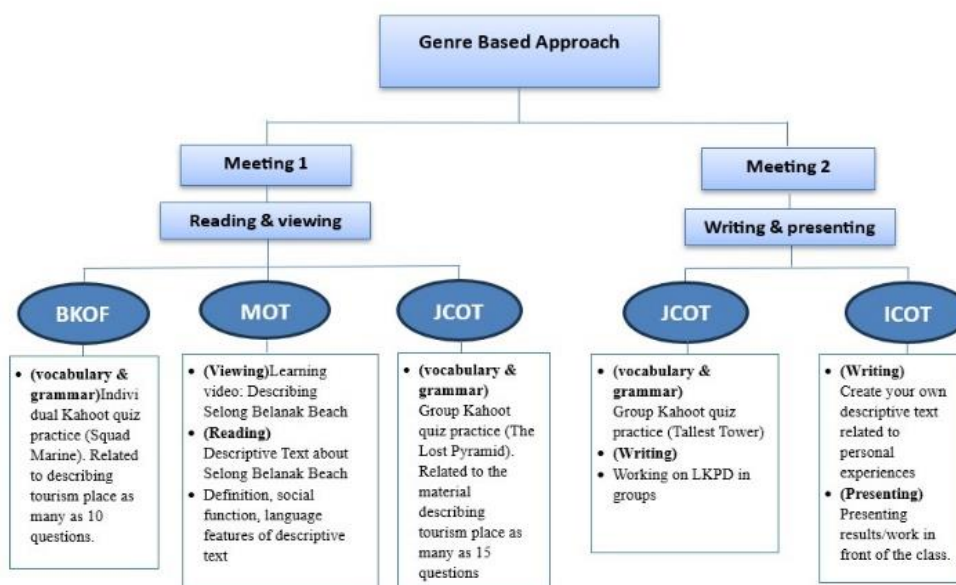 Genre Based Approach
Meeting 1
Meeting 2
Reading & viewing
Writing & presenting
BKOF
MOT
JCOT
JCOT
ICOT
• (vocabulary &
grammar)Individ
ual Kahoot quiz
practice (Squad
Marine). Related
to describing
tourism place as
many as 10
questions.
• (Viewing)Learning
video: Describing
Selong Belanak Beach
• (Reading)
Descriptive Text about
Selong Belanak Beach
• Definition, social
function, language
features of descriptive
text
• (vocabulary &
grammar)
Group Kahoot
quiz practice (The
Lost Pyramid).
Related to the
material
describing
tourism place as
many as 15
questions
• (vocabulary &
grammar)
Group Kahoot quiz
practice (Tallest Tower)
• (Writing)
• Working on LKPD in
groups
• (Writing)
Create your own
descriptive text
related to
personal
experiences
• (Presenting)
Presenting
results/work in
front of the class.